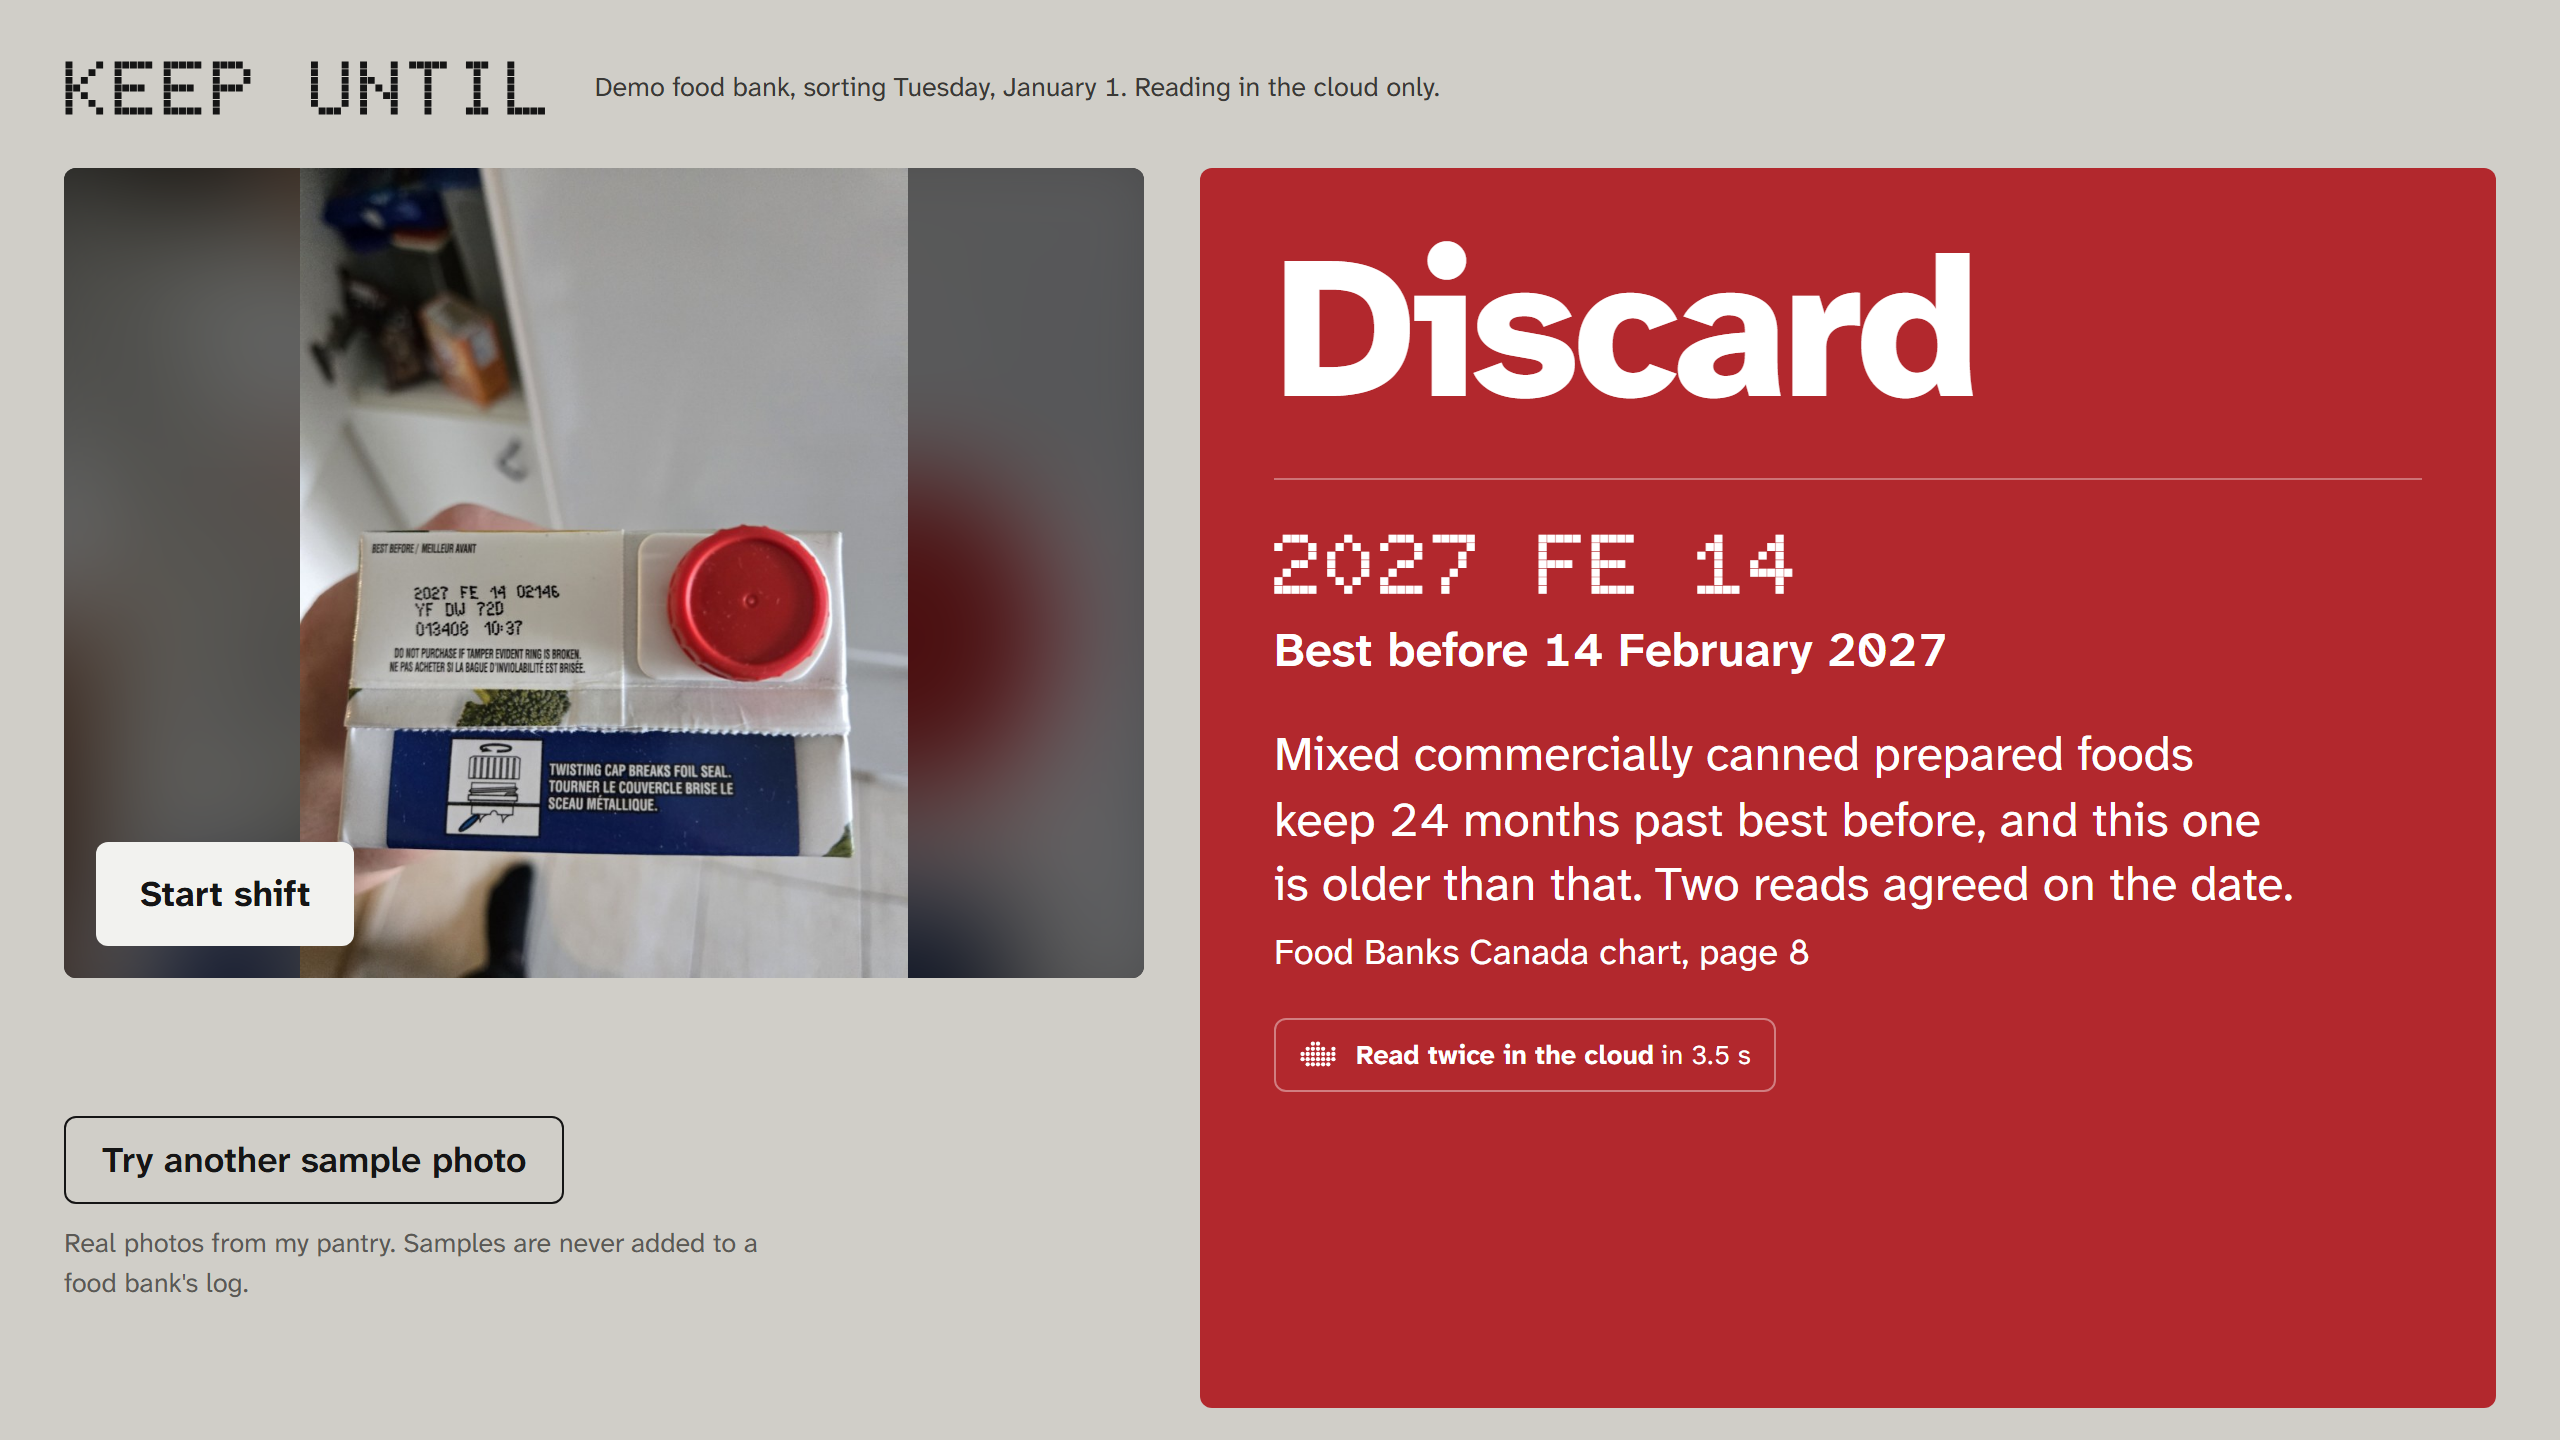 KEEP UNTIL
Demo food bank, sorting Tuesday, January 1. Reading in the cloud only.
BEST BEFORE / MEILLEUR AVANT
2027 FE 14 02146
YF DW 72D
013408 10:37
DO NOT PURCHASE IF TAMPER EVIDENT RING IS BROKEN.
NE PAS ACHETER SI LA BAGUE D'INVIOLABILITÉ EST BRISÉE.
TWISTING CAP BREAKS FOIL SEAL.
TOURNER LE COUVERCLE BRISE LE
SCEAU MÉTALLIQUE.
Start shift
Try another sample photo
Real photos from my pantry. Samples are never added to a
food bank's log.
Discard
2027 FE 14
Best before 14 February 2027
Mixed commercially canned prepared foods
keep 24 months past best before, and this one
is older than that. Two reads agreed on the date.
Food Banks Canada chart, page 8
Read twice in the cloud in 3.5 s